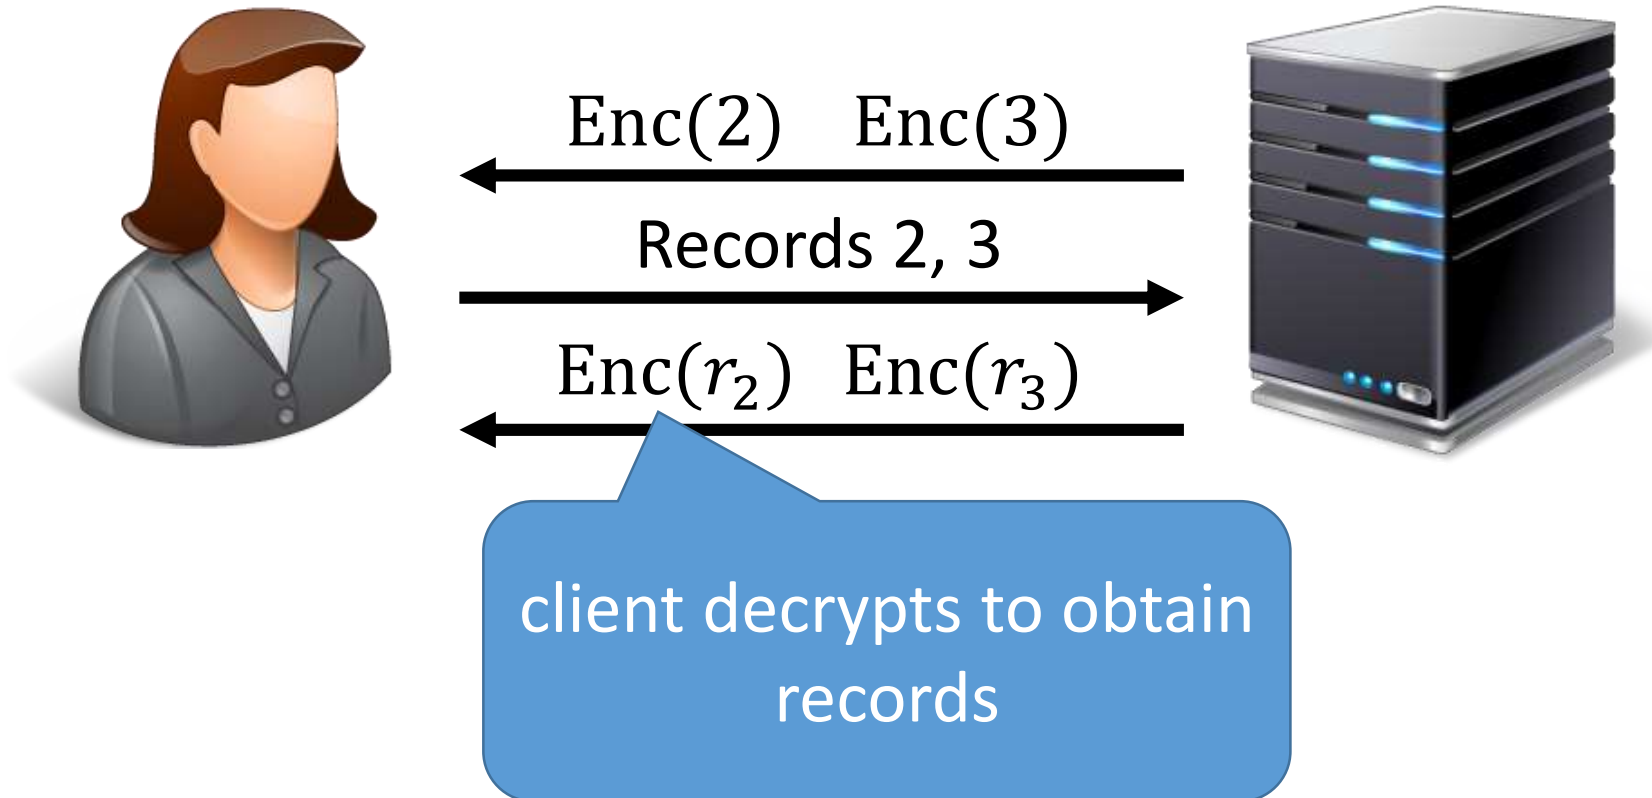 Enc(2) Enc(3)
Records 2, 3
Enc(r₂) Enc(r₃)
client decrypts to obtain
records